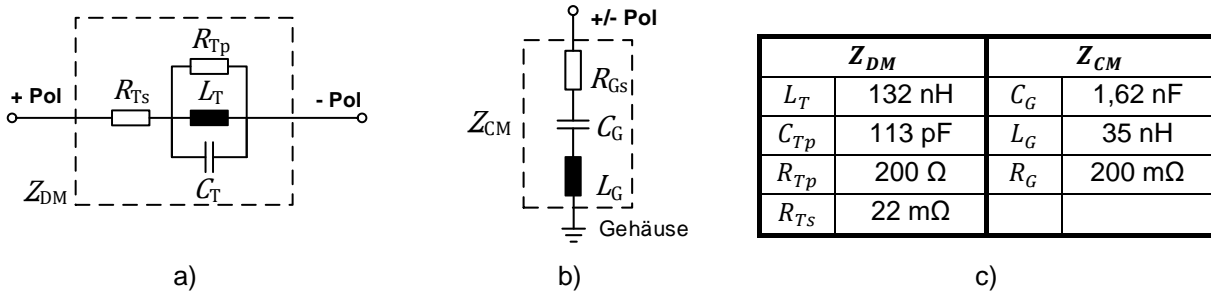 R_Tp
+ Pol
R_Ts
L_T
- Pol
C_T
Z_DM
a)
+/- Pol
R_Gs
Z_CM
C_G
L_G
Gehäuse
b)
Z_DM Z_CM
L_T 132 nH C_G 1,62 nF
C_Tp 113 pF L_G 35 nH
R_Tp 200 Ω R_G 200 mΩ
R_Ts 22 mΩ
c)